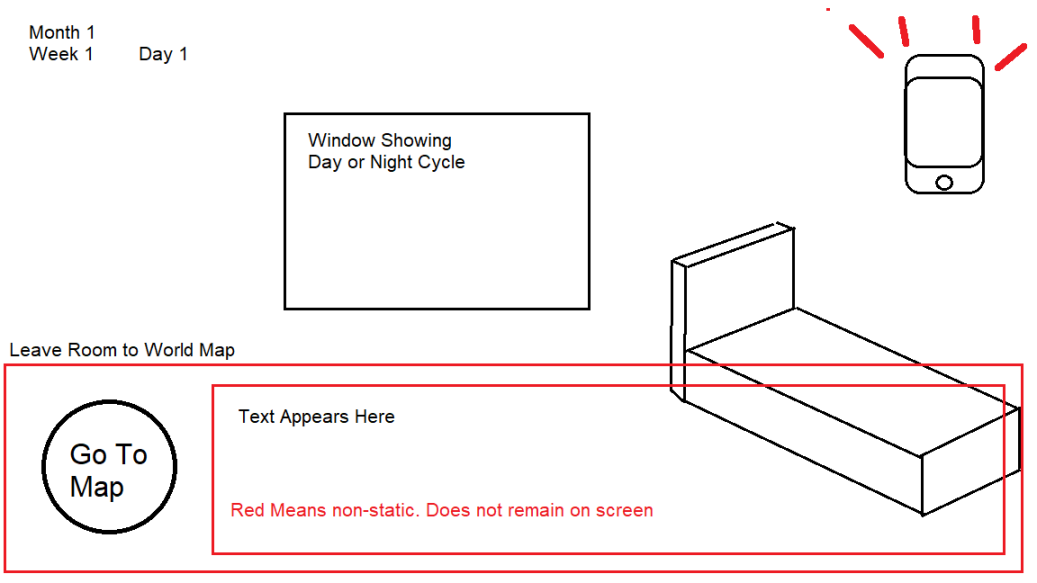 Month 1
Week 1 Day 1
Window Showing
Day or Night Cycle
Leave Room to World Map
Go To
Map
Text Appears Here
Red Means non-static. Does not remain on screen